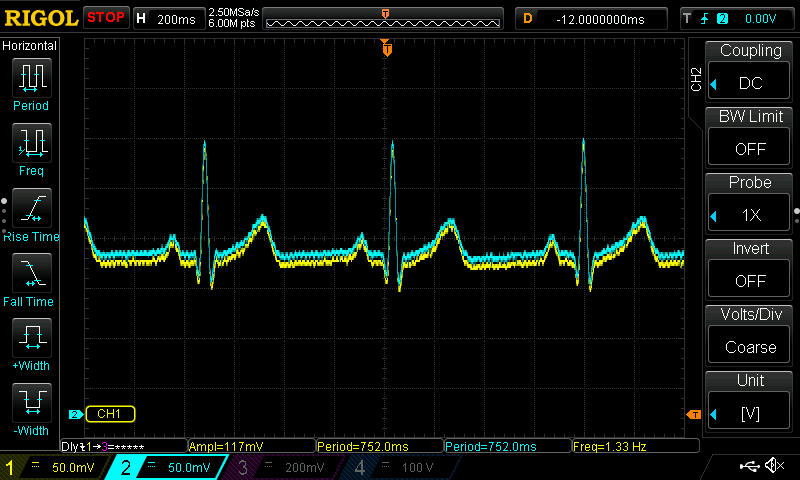 RIGOL STOP H 200ms 2.50MSa/s 6.00M pts D -12.0000000ms T 2 0.00V
T
Horizontal
Period
Freq
Rise Time
Fall Time
+Width
-Width
T
2 CH1
T
CH2
Coupling
DC
BW Limit
OFF
Probe
1X
Invert
OFF
Volts/Div
Coarse
Unit
[V]
Dly 1→3=***** Ampl=117mV Period=752.0ms Period=752.0ms Freq=1.33 Hz
1 50.0mV 2 50.0mV 3 200mV 4 100 V